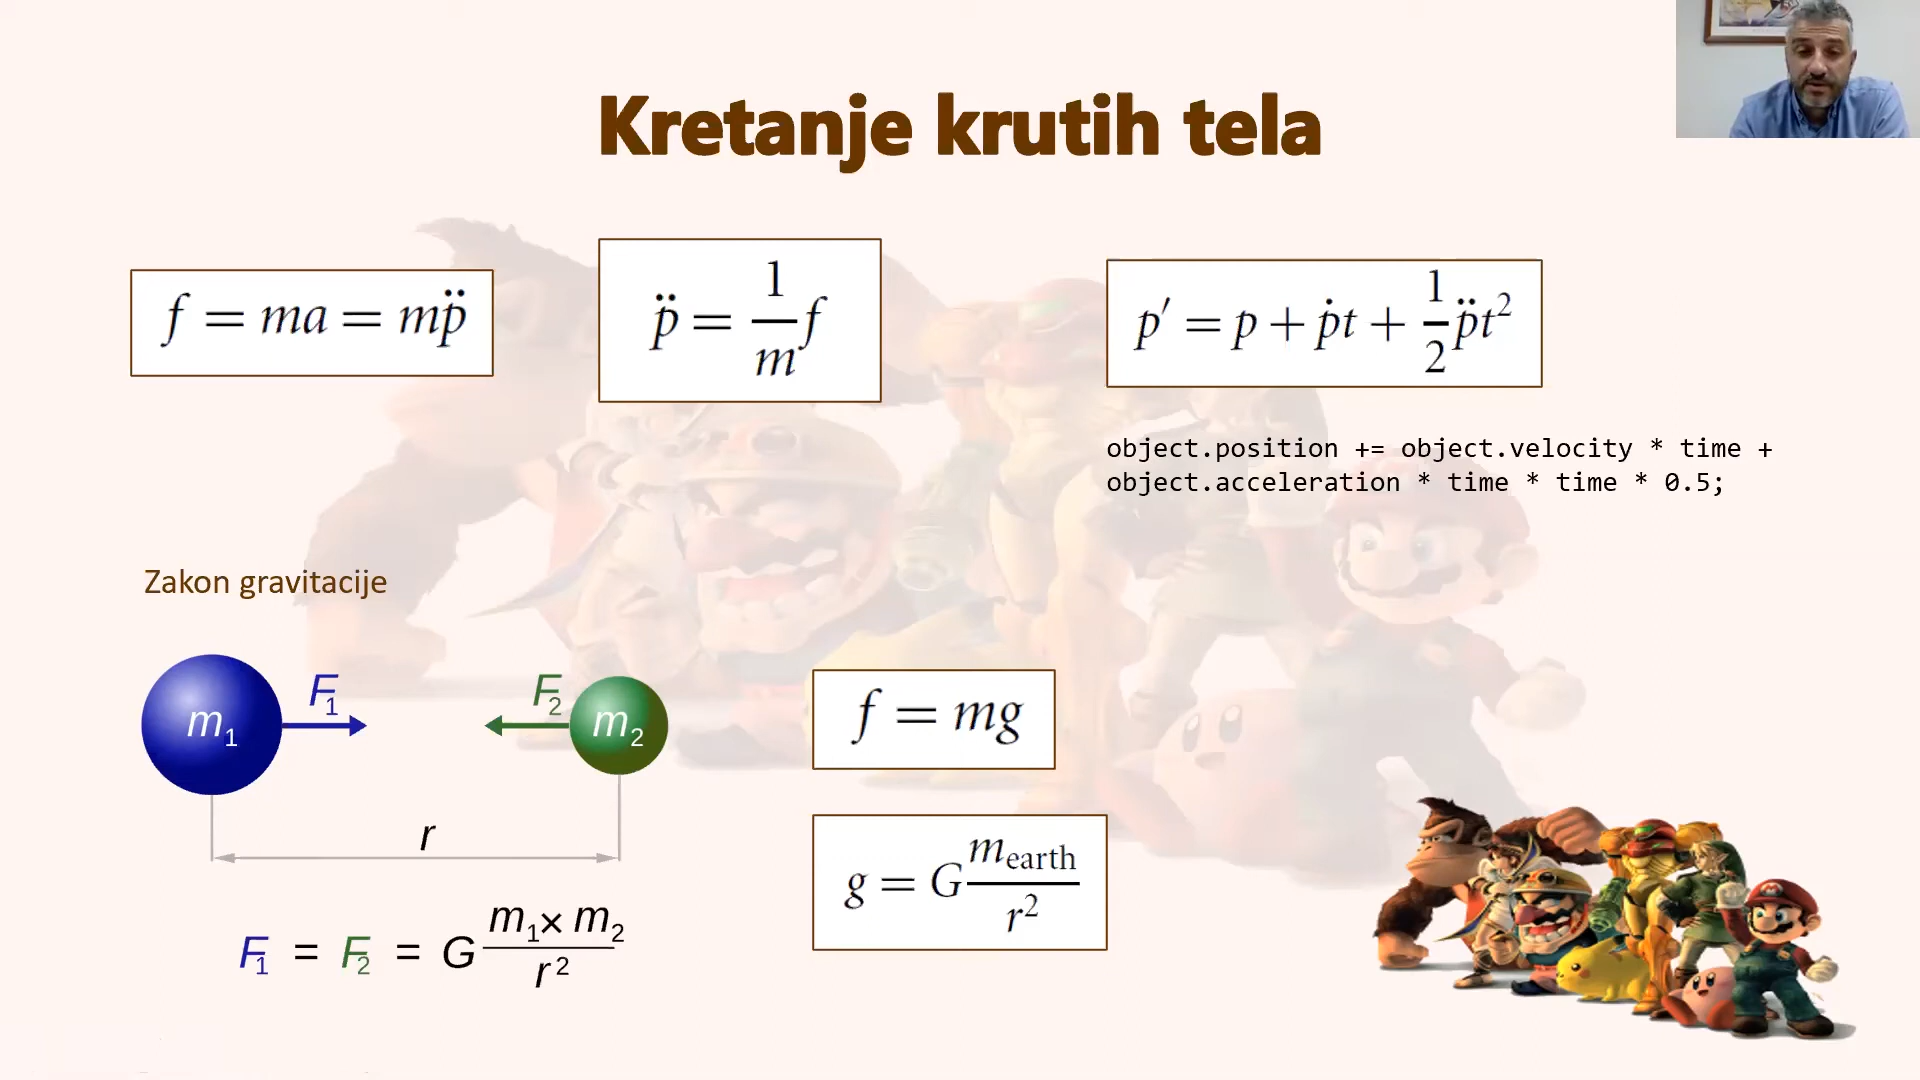 Kretanje krutih tela
f = ma = mp̈
p̈ = 1/m f
p′ = p + ṗt + 1/2 p̈t²
object.position += object.velocity * time +
object.acceleration * time * time * 0.5;
Zakon gravitacije
m₁ F₁ F₂ m₂
r
F₁ = F₂ = G m₁ × m₂ / r²
f = mg
g = G m_earth / r²